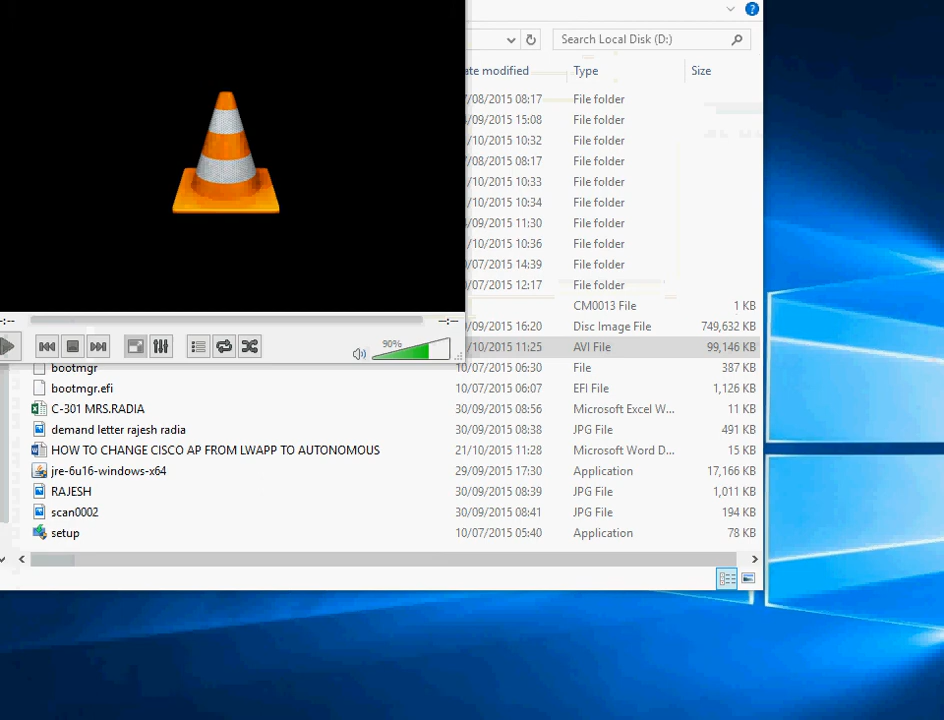 Search Local Disk (D:)
ate modified Type Size
/08/2015 08:17 File folder
/09/2015 15:08 File folder
/10/2015 10:32 File folder
/08/2015 08:17 File folder
/10/2015 10:33 File folder
/10/2015 10:34 File folder
/09/2015 11:30 File folder
/10/2015 10:36 File folder
/07/2015 14:39 File folder
/07/2015 12:17 File folder
CM0013 File 1 KB
/09/2015 16:20 Disc Image File 749,632 KB
90% /10/2015 11:25 AVI File 99,146 KB
bootmgr 10/07/2015 06:30 File 387 KB
bootmgr.efi 10/07/2015 06:07 EFI File 1,126 KB
C-301 MRS.RADIA 30/09/2015 08:56 Microsoft Excel W... 11 KB
demand letter rajesh radia 30/09/2015 08:38 JPG File 491 KB
HOW TO CHANGE CISCO AP FROM LWAPP TO AUTONOMOUS 21/10/2015 11:28 Microsoft Word D... 15 KB
jre-6u16-windows-x64 29/09/2015 17:30 Application 17,166 KB
RAJESH 30/09/2015 08:39 JPG File 1,011 KB
scan0002 30/09/2015 08:41 JPG File 194 KB
setup 10/07/2015 05:40 Application 78 KB